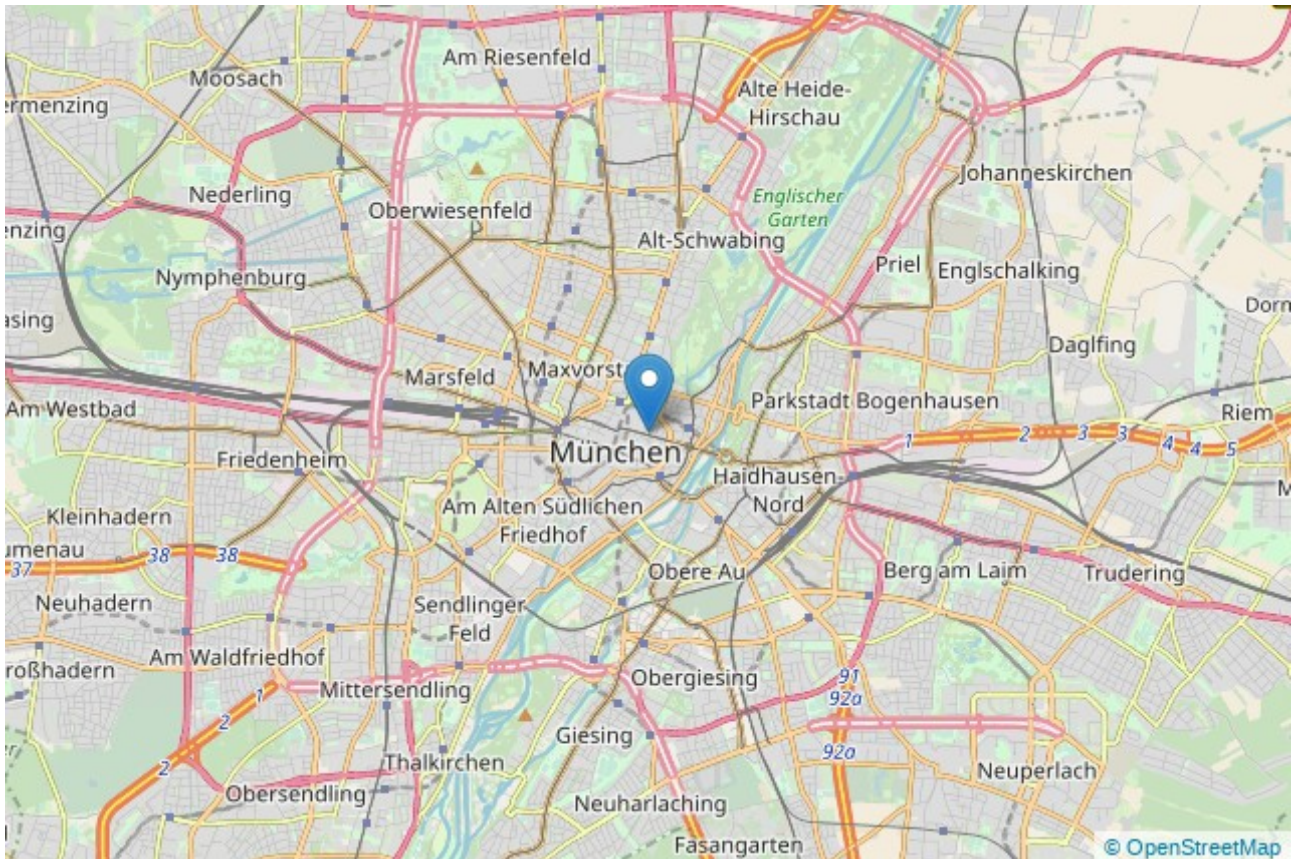 Am Riesenfeld
Moosach
Alte Heide-
Hirschau
ermenzing
Johanneskirchen
Nederling
Englischer
Garten
Oberwiesenfeld
enzing
Alt-Schwabing
Priel
Englschalking
Nymphenburg
Dorn
asing
Daglfing
Maxvorst
Marsfeld
Parkstadt Bogenhausen
Am Westbad
Riem
1
2
3
3
4
4
5
München
Friedenheim
Haidhausen-
Nord
M
Am Alten Südlichen
Friedhof
Kleinhadern
umenau
38
38
37
Obere Au
Berg am Laim
Trudering
Neuhadern
Sendlinger
Feld
Am Waldfriedhof
roßhadern
Obergiesing
91
92a
1
Mittersendling
2
Giesing
92a
2
Thalkirchen
Neuperlach
Obersendling
Neuharlaching
Fasangarten
© OpenStreetMap